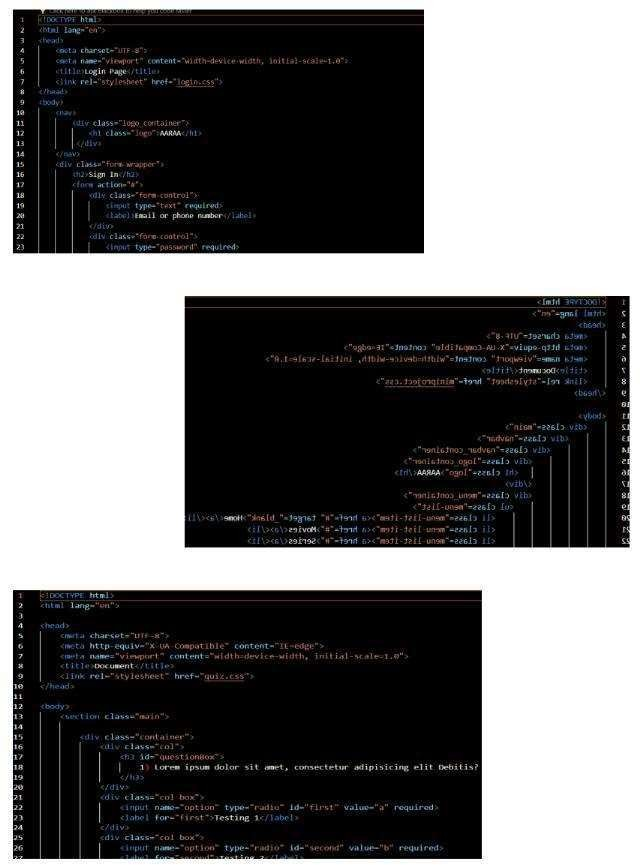 Click here to ask Blackbox to help you code faster
1 <!DOCTYPE html>
2 <html lang="en">
3 <head>
4 <meta charset="UTF-8">
5 <meta name="viewport" content="width=device-width, initial-scale=1.0">
6 <title>Login Page</title>
7 <link rel="stylesheet" href="login.css">
8 </head>
9 <body>
10 <nav>
11 <div class="logo_container">
12 <h1 class="logo">AARAA</h1>
13 </div>
14 </nav>
15 <div class="form-wrapper">
16 <h2>Sign In</h2>
17 <form action="#">
18 <div class="form-control">
19 <input type="text" required>
20 <label>Email or phone number</label>
21 </div>
22 <div class="form-control">
23 <input type="password" required>
1 <!DOCTYPE html>
2 <html lang="en">
3 <head>
4 <meta charset="UTF-8">
5 <meta http-equiv="X-UA-Compatible" content="IE=edge">
6 <meta name="viewport" content="width=device-width, initial-scale=1.0">
7 <title>Document</title>
8 <link rel="stylesheet" href="miniproject.css">
9 </head>
10
11 <body>
12 <div class="main">
13 <div class="navbar">
14 <div class="navbar_container">
15 <div class="logo_container">
16 <h1 class="logo">AARAA</h1>
17 </div>
18 <div class="menu_container">
19 <ul class="menu-list">
20 <li class="menu-list-item"><a href="#" target="_blank">Home</a></li>
21 <li class="menu-list-item"><a href="#">Movies</a></li>
22 <li class="menu-list-item"><a href="#">Series</a></li>
1 <!DOCTYPE html>
2 <html lang="en">
3
4 <head>
5 <meta charset="UTF-8">
6 <meta http-equiv="X-UA-Compatible" content="IE=edge">
7 <meta name="viewport" content="width=device-width, initial-scale=1.0">
8 <title>Document</title>
9 <link rel="stylesheet" href="quiz.css">
10 </head>
11
12 <body>
13 <section class="main">
14
15 <div class="container">
16 <div class="col">
17 <h3 id="questionBox">
18 1) Lorem ipsum dolor sit amet, consectetur adipisicing elit Debitis?
19 </h3>
20 </div>
21 <div class="col box">
22 <input name="option" type="radio" id="first" value="a" required>
23 <label for="first">Testing 1</label>
24 </div>
25 <div class="col box">
26 <input name="option" type="radio" id="second" value="b" required>
27 <label for="second">Testing 2</label>